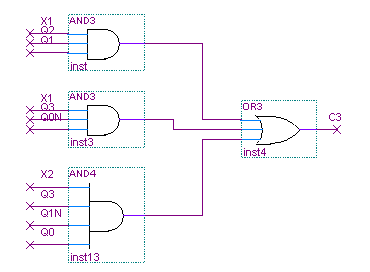 X1
AND3
Q2
Q1
inst
X1
AND3
Q3
Q0N
inst3
OR3
C3
inst4
X2
AND4
Q3
Q1N
Q0
inst13